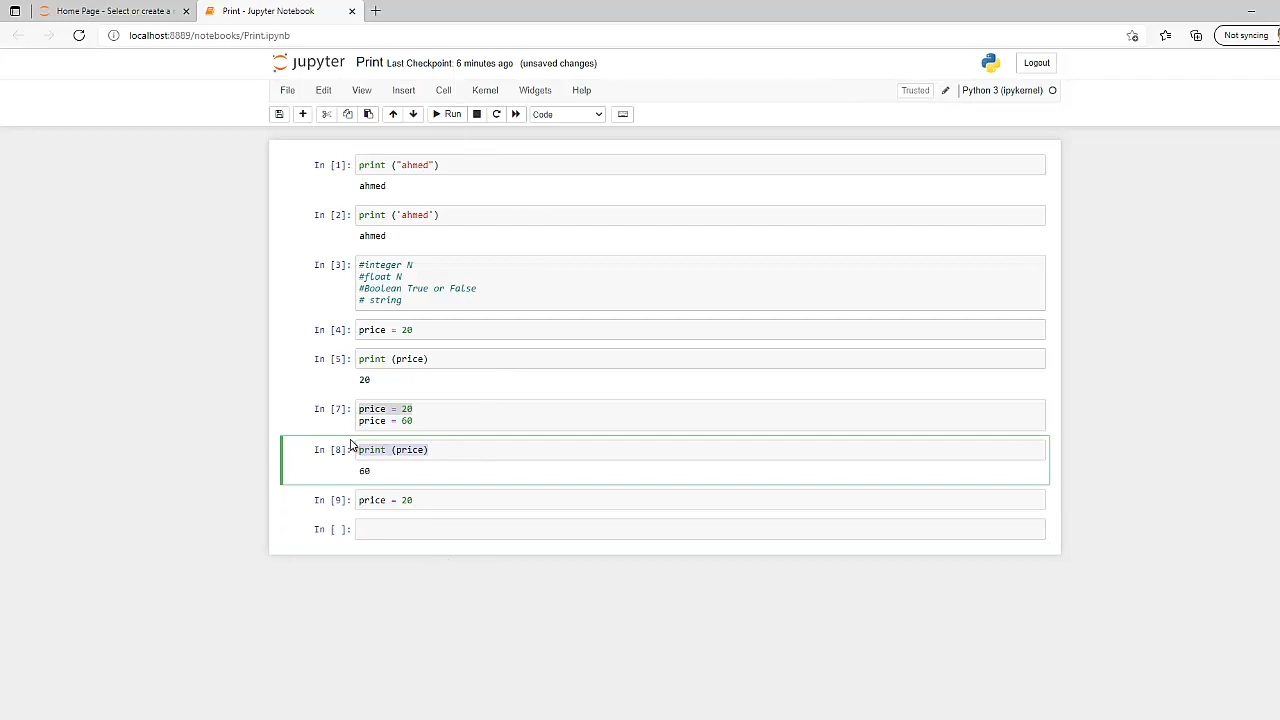 Home Page - Select or create a
Print - Jupyter Notebook
localhost:8889/notebooks/Print.ipynb
Not syncing
jupyter Print Last Checkpoint: 6 minutes ago (unsaved changes)
Logout
File Edit View Insert Cell Kernel Widgets Help
Trusted
Python 3 (ipykernel)
Run
Code
In [1]: print ("ahmed")
ahmed
In [2]: print ('ahmed')
ahmed
In [3]: #integer N
#float N
#Boolean True or False
# string
In [4]: price = 20
In [5]: print (price)
20
In [7]: price = 20
price = 60
In [8]: print (price)
60
In [9]: price = 20
In [ ]: